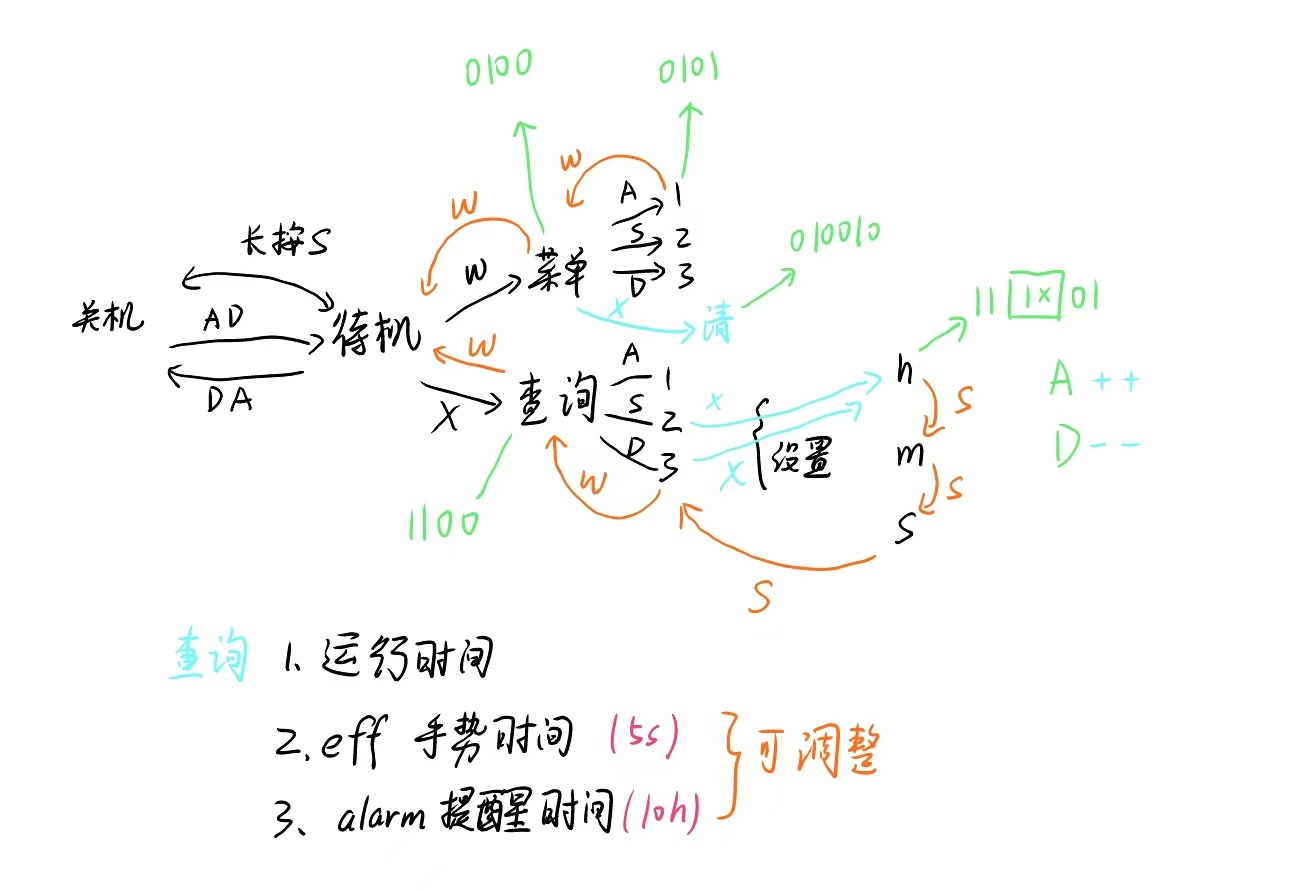 0100 0101
W
W A 1
长按S S 2 010010
W 菜单 D 3
关机 AD 待机 X 清 11 1X 01
W A h A ++
DA 查询 1 X
X S 2 S
D 3 X 设置 m D --
W S
1100 S
S
查询 1、运行时间
2、eff 手势时间 (5s)
可调整
3、alarm 提醒时间 (10h)